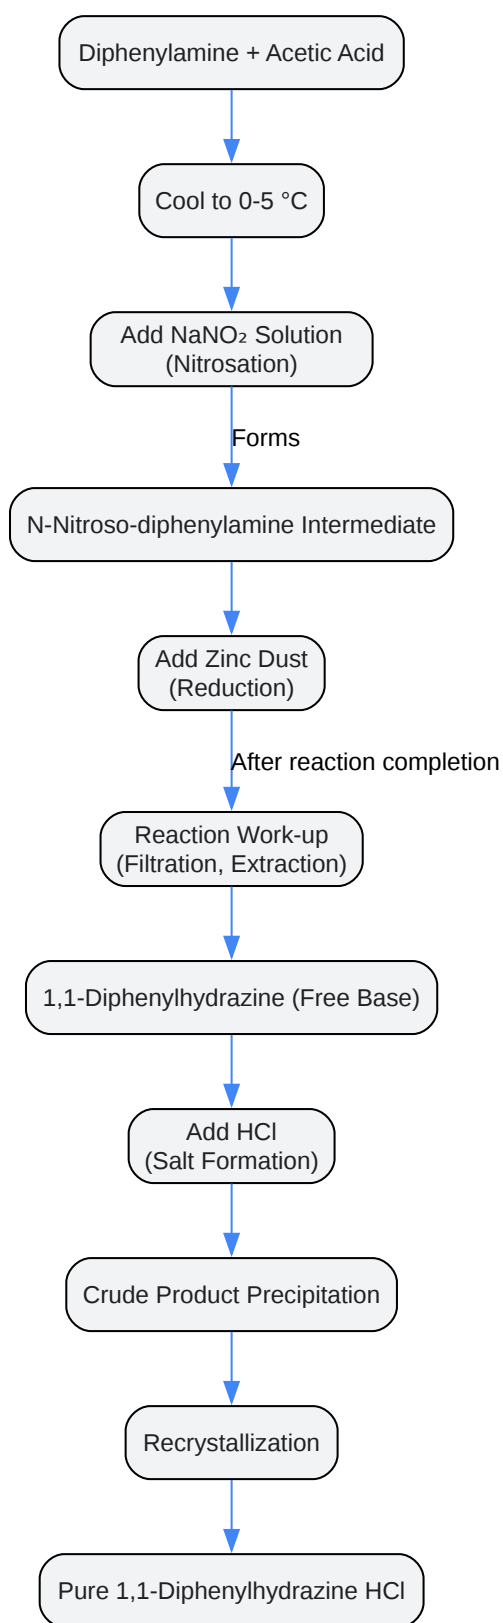 Diphenylamine + Acetic Acid
Cool to 0-5 °C
Add NaNO₂ Solution
(Nitrosation)
Forms
N-Nitroso-diphenylamine Intermediate
Add Zinc Dust
(Reduction)
After reaction completion
Reaction Work-up
(Filtration, Extraction)
1,1-Diphenylhydrazine (Free Base)
Add HCl
(Salt Formation)
Crude Product Precipitation
Recrystallization
Pure 1,1-Diphenylhydrazine HCl